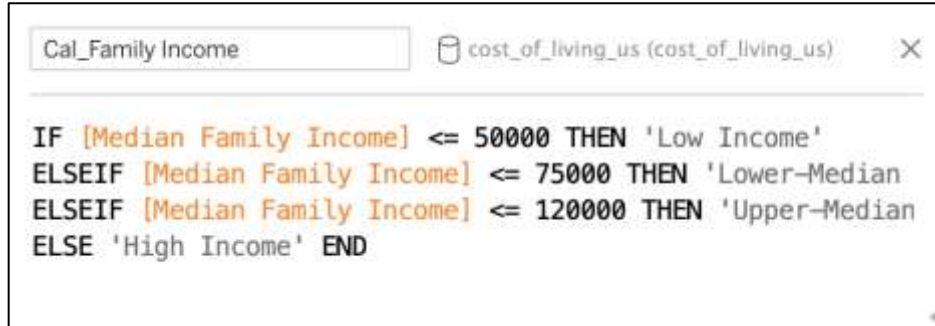 Cal_Family Income
cost_of_living_us (cost_of_living_us)
IF [Median Family Income] <= 50000 THEN 'Low Income'
ELSEIF [Median Family Income] <= 75000 THEN 'Lower-Median
ELSEIF [Median Family Income] <= 120000 THEN 'Upper-Median
ELSE 'High Income' END